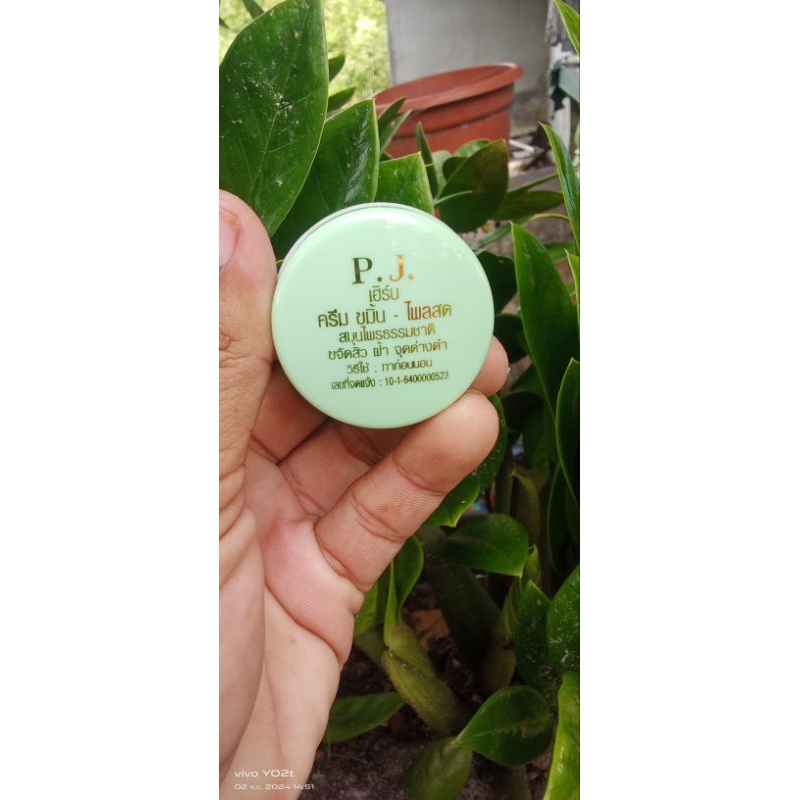 P.J.
เฮิร์บ
ครีม ขมิ้น - ไพลสด
สมุนไพรธรรมชาติ
ขจัดสิว ฝ้า จุดด่างดำ
วิธีใช้ : ทาก่อนนอน
เลขที่จดแจ้ง : 10-1-6400000523
vivo Y02t
02 พ.ย. 2024 14:51